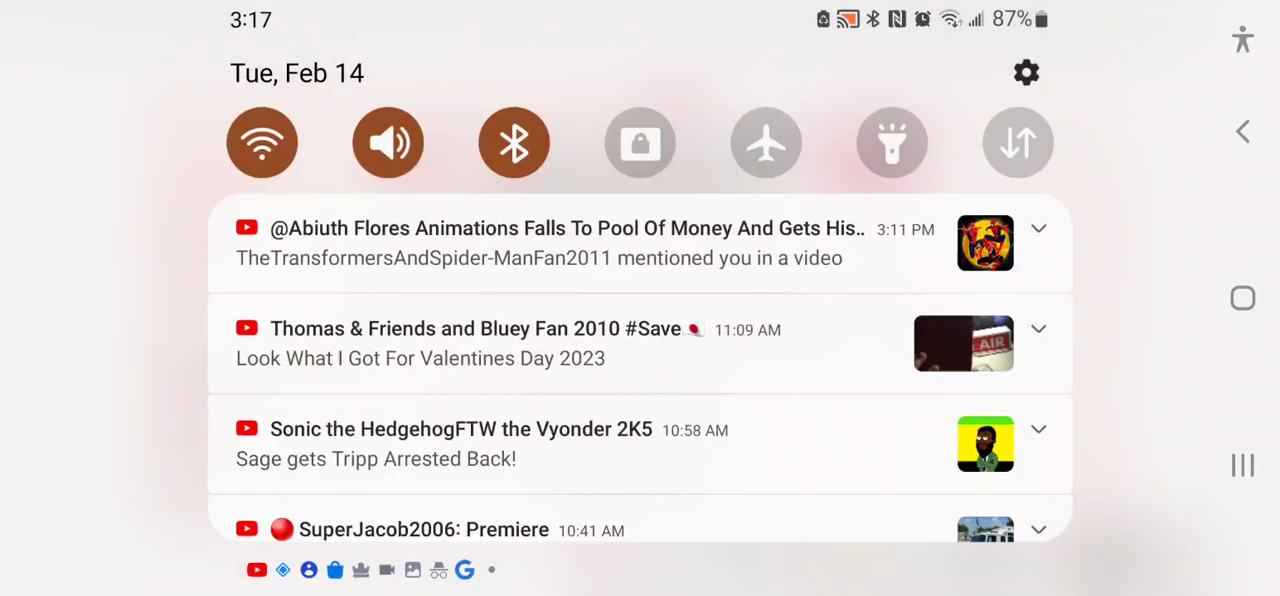 3:17
87%
Tue, Feb 14
@Abiuth Flores Animations Falls To Pool Of Money And Gets His.. 3:11 PM
TheTransformersAndSpider-ManFan2011 mentioned you in a video
Thomas & Friends and Bluey Fan 2010 #Save 11:09 AM
Look What I Got For Valentines Day 2023
AIR
Sonic the HedgehogFTW the Vyonder 2K5 10:58 AM
Sage gets Tripp Arrested Back!
SuperJacob2006: Premiere 10:41 AM